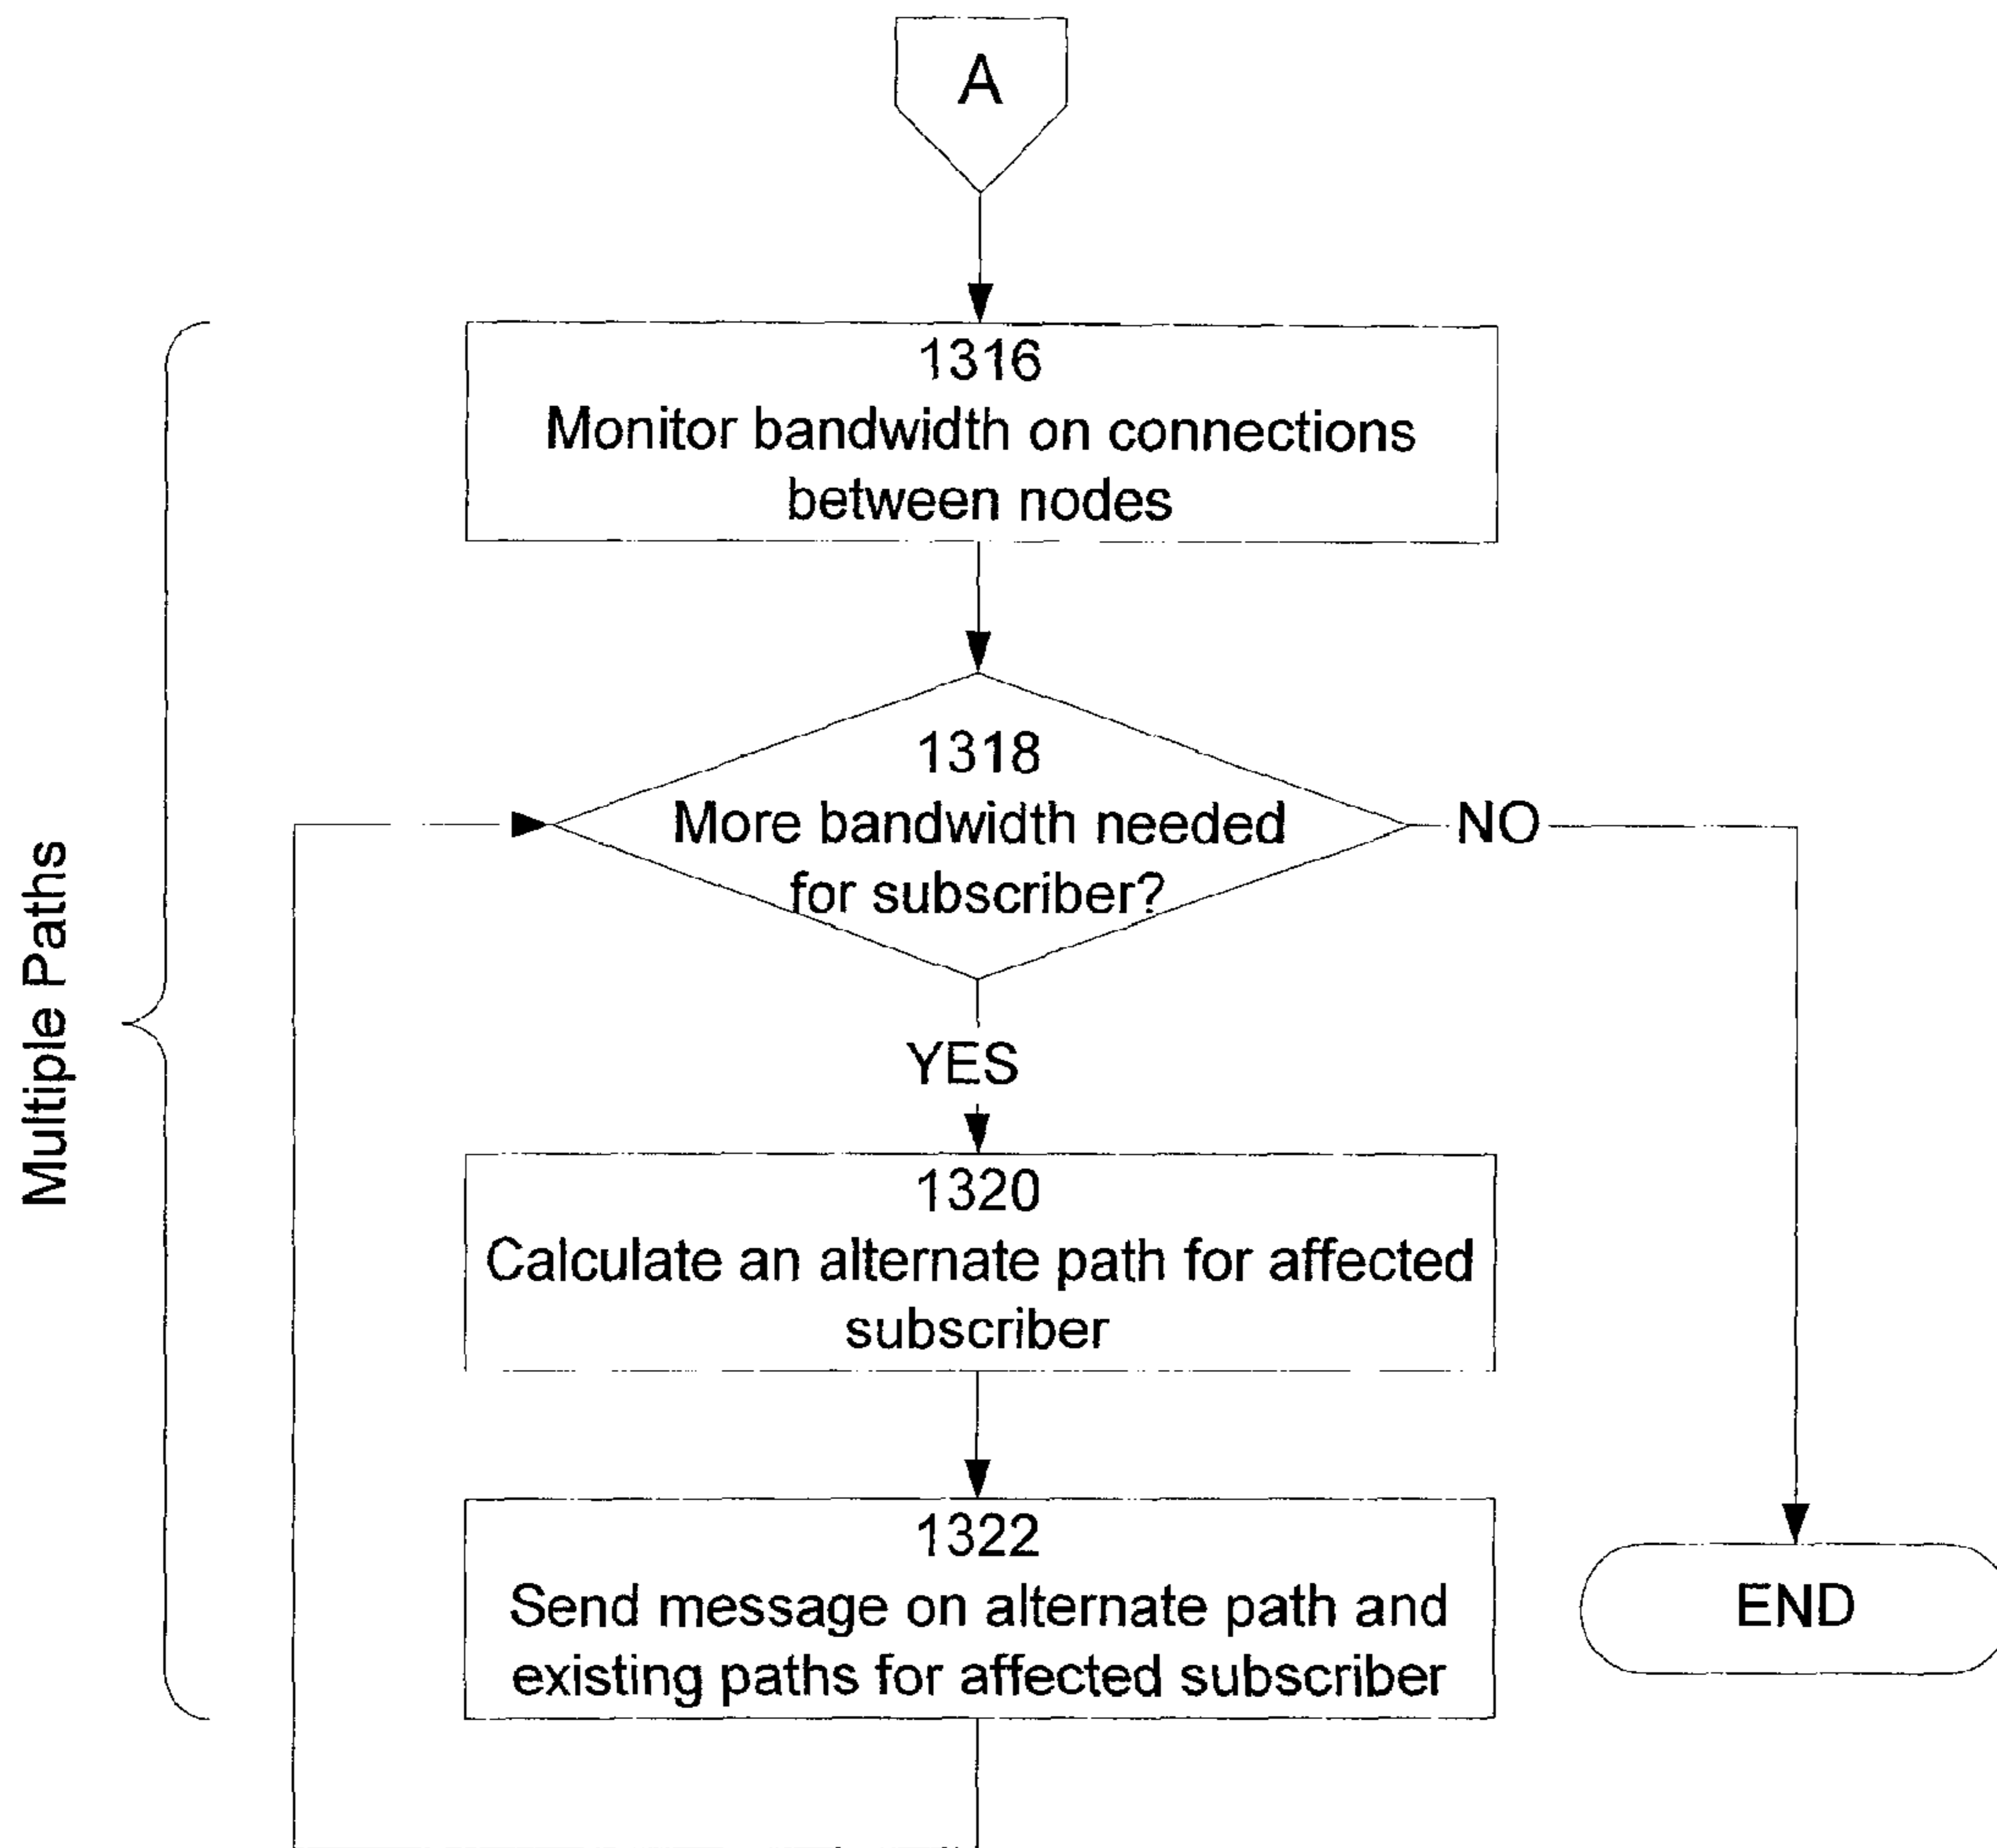 A
1316
Monitor bandwidth on connections
between nodes
1318
More bandwidth needed
for subscriber?
NO
YES
Multiple Paths
1320
Calculate an alternate path for affected
subscriber
1322
Send message on alternate path and
existing paths for affected subscriber
END